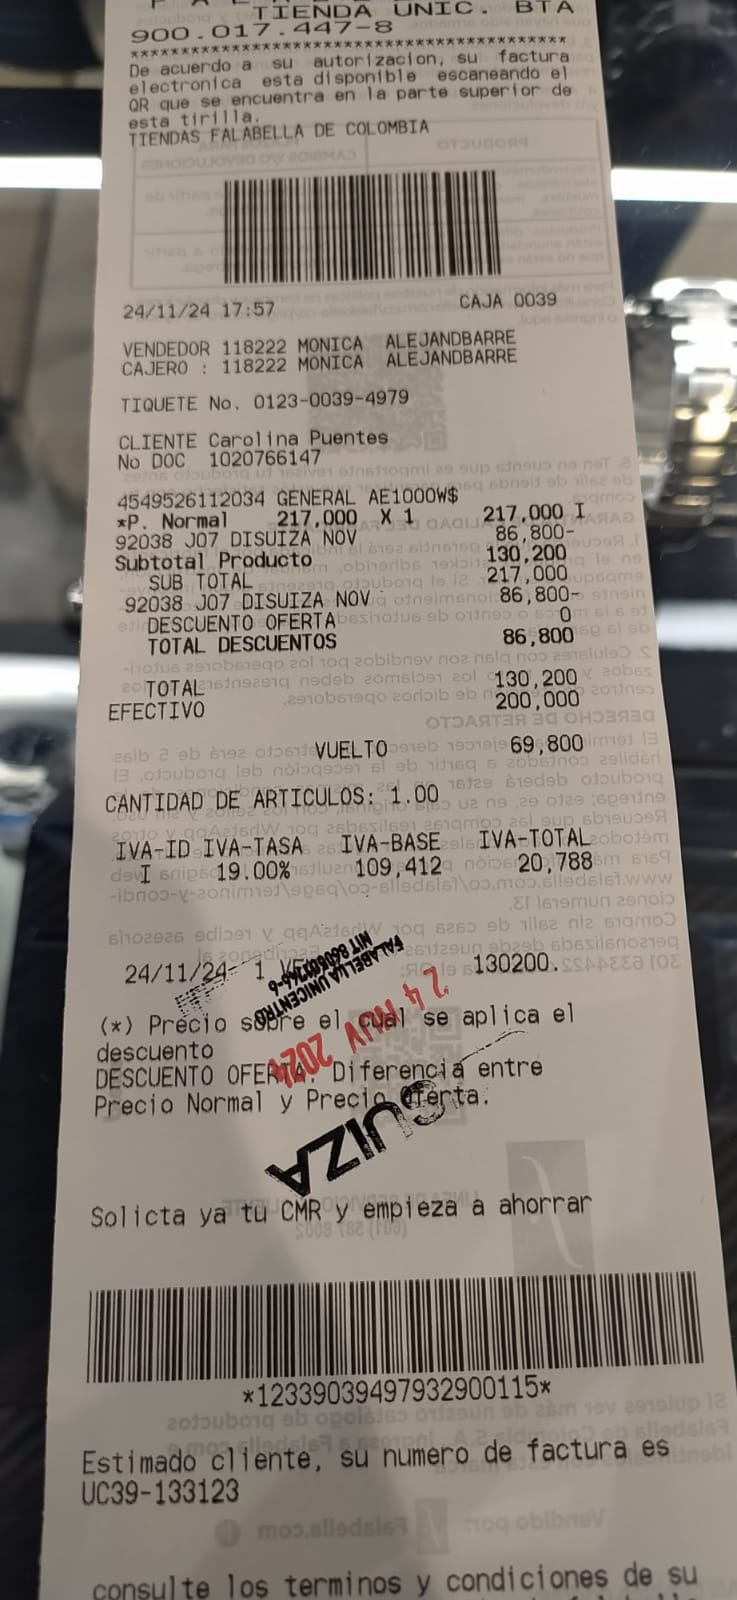 TIENDA UNIC. BTA
900.017.447-8
******************************************
De acuerdo a su autorizacion, su factura
electronica esta disponible escaneando el
QR que se encuentra en la parte superior de
esta tirilla.
TIENDAS FALABELLA DE COLOMBIA
24/11/24 17:57 CAJA 0039
VENDEDOR 118222 MONICA ALEJANDBARRE
CAJERO : 118222 MONICA ALEJANDBARRE
TIQUETE No. 0123-0039-4979
CLIENTE Carolina Puentes
No DOC 1020766147
4549526112034 GENERAL AE1000W$
*P. Normal 217,000 X 1 217,000 I
92038 J07 DISUIZA NOV 86,800-
Subtotal Producto 130,200
SUB TOTAL 217,000
92038 J07 DISUIZA NOV 86,800-
DESCUENTO OFERTA 0
TOTAL DESCUENTOS 86,800
TOTAL 130,200
EFECTIVO 200,000
VUELTO 69,800
CANTIDAD DE ARTICULOS: 1.00
IVA-ID IVA-TASA IVA-BASE IVA-TOTAL
I 19.00% 109,412 20,788
FALABELLA UNICENTRO
24/11/24- 1 130200.
24 NOV 2024
(*) Precio sobre el cual se aplica el
descuento
DESCUENTO OFERTA: Diferencia entre
Precio Normal y Precio Oferta.
SUIZA
Solicta ya tu CMR y empieza a ahorrar
*12339039497932900115*
Estimado cliente, su numero de factura es
UC39-133123
consulte los terminos y condiciones de su